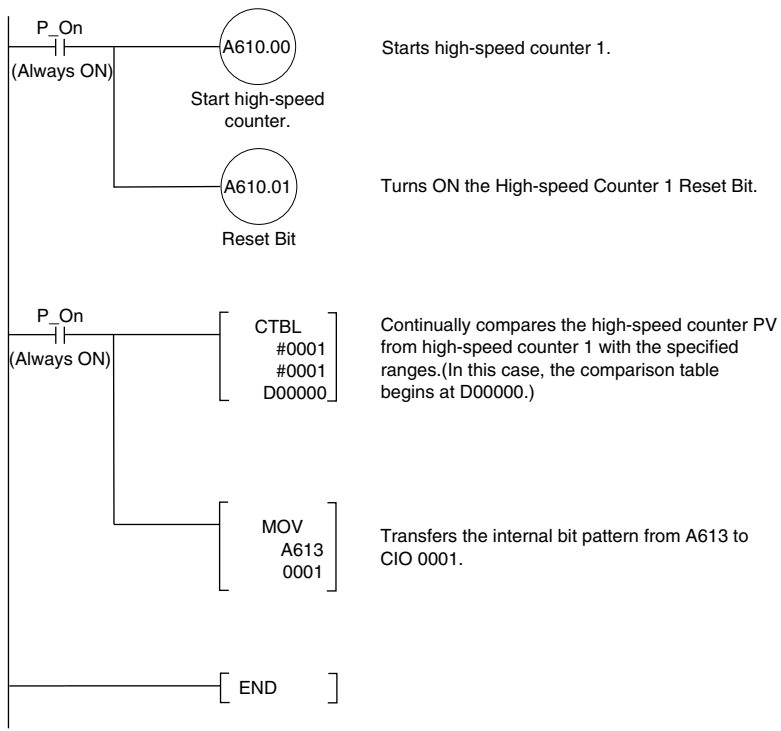 P_On
(Always ON)
A610.00
Start high-speed
counter.
Starts high-speed counter 1.
A610.01
Reset Bit
Turns ON the High-speed Counter 1 Reset Bit.
P_On
(Always ON)
CTBL
#0001
#0001
D00000
Continually compares the high-speed counter PV
from high-speed counter 1 with the specified
ranges.(In this case, the comparison table
begins at D00000.)
MOV
A613
0001
Transfers the internal bit pattern from A613 to
CIO 0001.
END